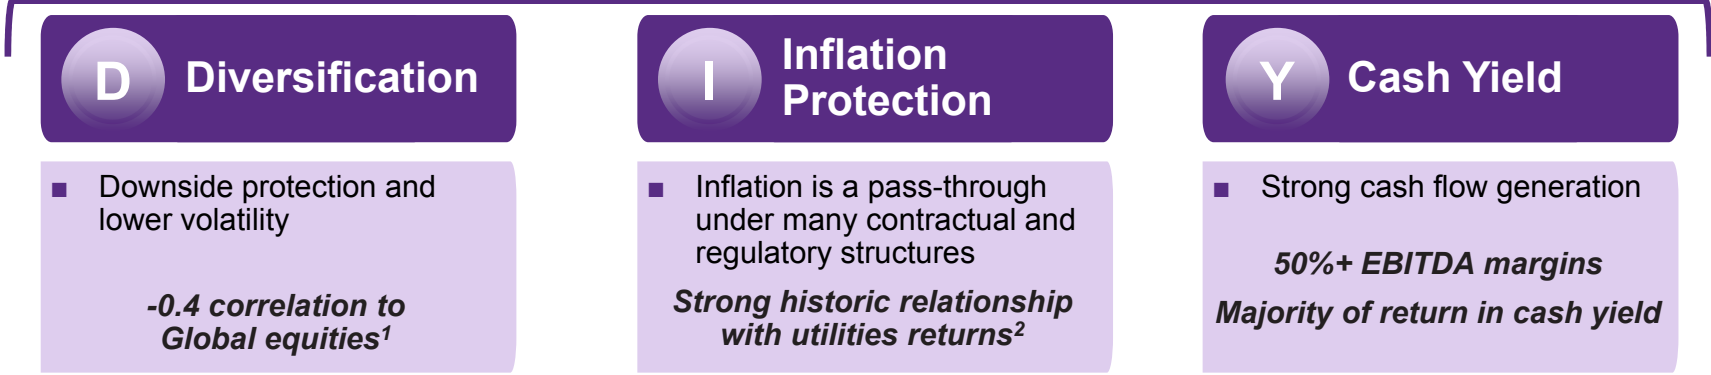 D Diversification
■ Downside protection and
lower volatility
-0.4 correlation to
Global equities¹
I Inflation
Protection
■ Inflation is a pass-through
under many contractual and
regulatory structures
Strong historic relationship
with utilities returns²
Y Cash Yield
■ Strong cash flow generation
50%+ EBITDA margins
Majority of return in cash yield